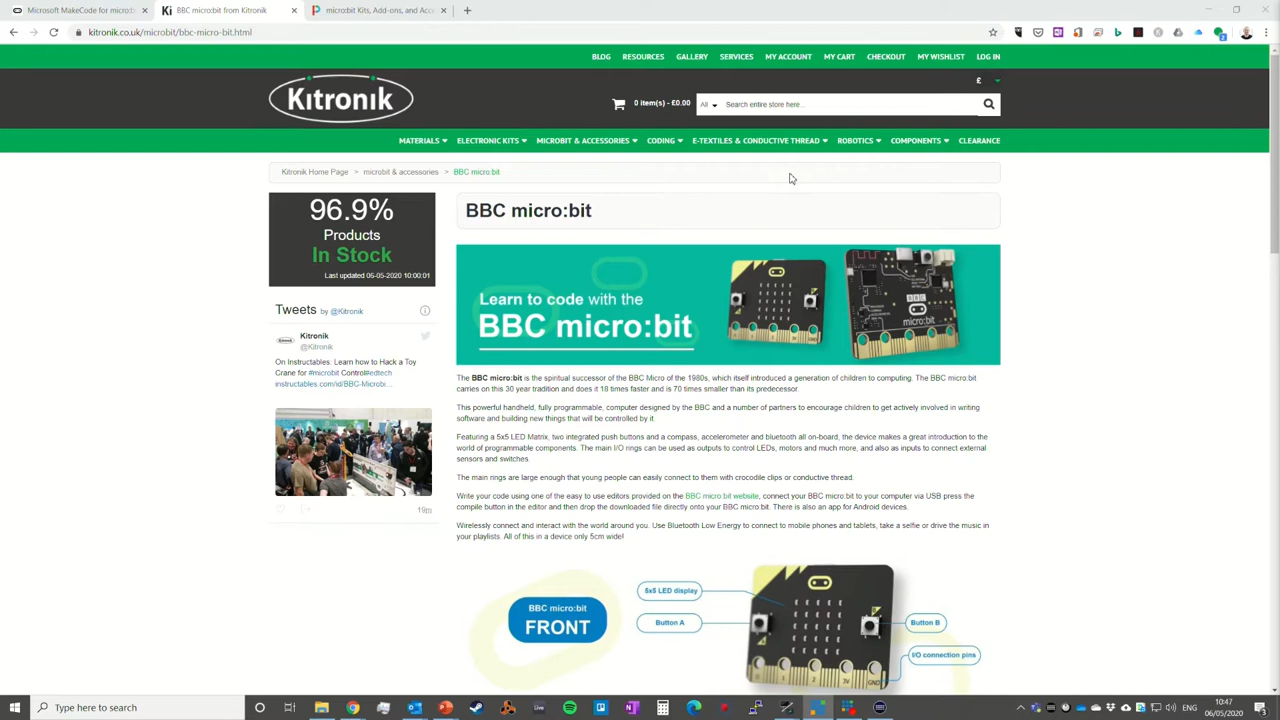 Microsoft MakeCode for micro:b
BBC micro:bit from Kitronik
micro:bit Kits, Add-ons, and Acce
kitronik.co.uk/microbit/bbc-micro-bit.html
BLOG RESOURCES GALLERY SERVICES MY ACCOUNT MY CART CHECKOUT MY WISHLIST LOG IN
£
Kitronik
0 item(s) - £0.00
All
Search entire store here...
MATERIALS ELECTRONIC KITS MICROBIT & ACCESSORIES CODING E-TEXTILES & CONDUCTIVE THREAD ROBOTICS COMPONENTS CLEARANCE
Kitronik Home Page > microbit & accessories > BBC micro:bit
96.9%
Products
In Stock
Last updated 06-05-2020 10:00:01
Tweets by @Kitronik
Kitronik
@Kitronik
On Instructables: Learn how to Hack a Toy
Crane for #microbit Control#edtech
instructables.com/id/BBC-Microbi...
19m
BBC micro:bit
Learn to code with the
BBC micro:bit
BBC
micro:bit
The BBC micro:bit is the spiritual successor of the BBC Micro of the 1980s, which itself introduced a generation of children to computing. The BBC micro:bit
carries on this 30 year tradition and does it 18 times faster and is 70 times smaller than its predecessor.
This powerful handheld, fully programmable, computer designed by the BBC and a number of partners to encourage children to get actively involved in writing
software and building new things that will be controlled by it.
Featuring a 5x5 LED Matrix, two integrated push buttons and a compass, accelerometer and bluetooth all on-board, the device makes a great introduction to the
world of programmable components. The main I/O rings can be used as outputs to control LEDs, motors and much more, and also as inputs to connect external
sensors and switches.
The main rings are large enough that young people can easily connect to them with crocodile clips or conductive thread.
Write your code using one of the easy to use editors provided on the BBC micro:bit website, connect your BBC micro:bit to your computer via USB press the
compile button in the editor and then drop the downloaded file directly onto your BBC micro:bit. There is also an app for Android devices.
Wirelessly connect and interact with the world around you. Use Bluetooth Low Energy to connect to mobile phones and tablets, take a selfie or drive the music in
your playlists. All of this in a device only 5cm wide!
BBC micro:bit
FRONT
5x5 LED display
Button A
Button B
I/O connection pins
0 1 2 3V GND
Type here to search
Live
ENG
10:47
06/05/2020